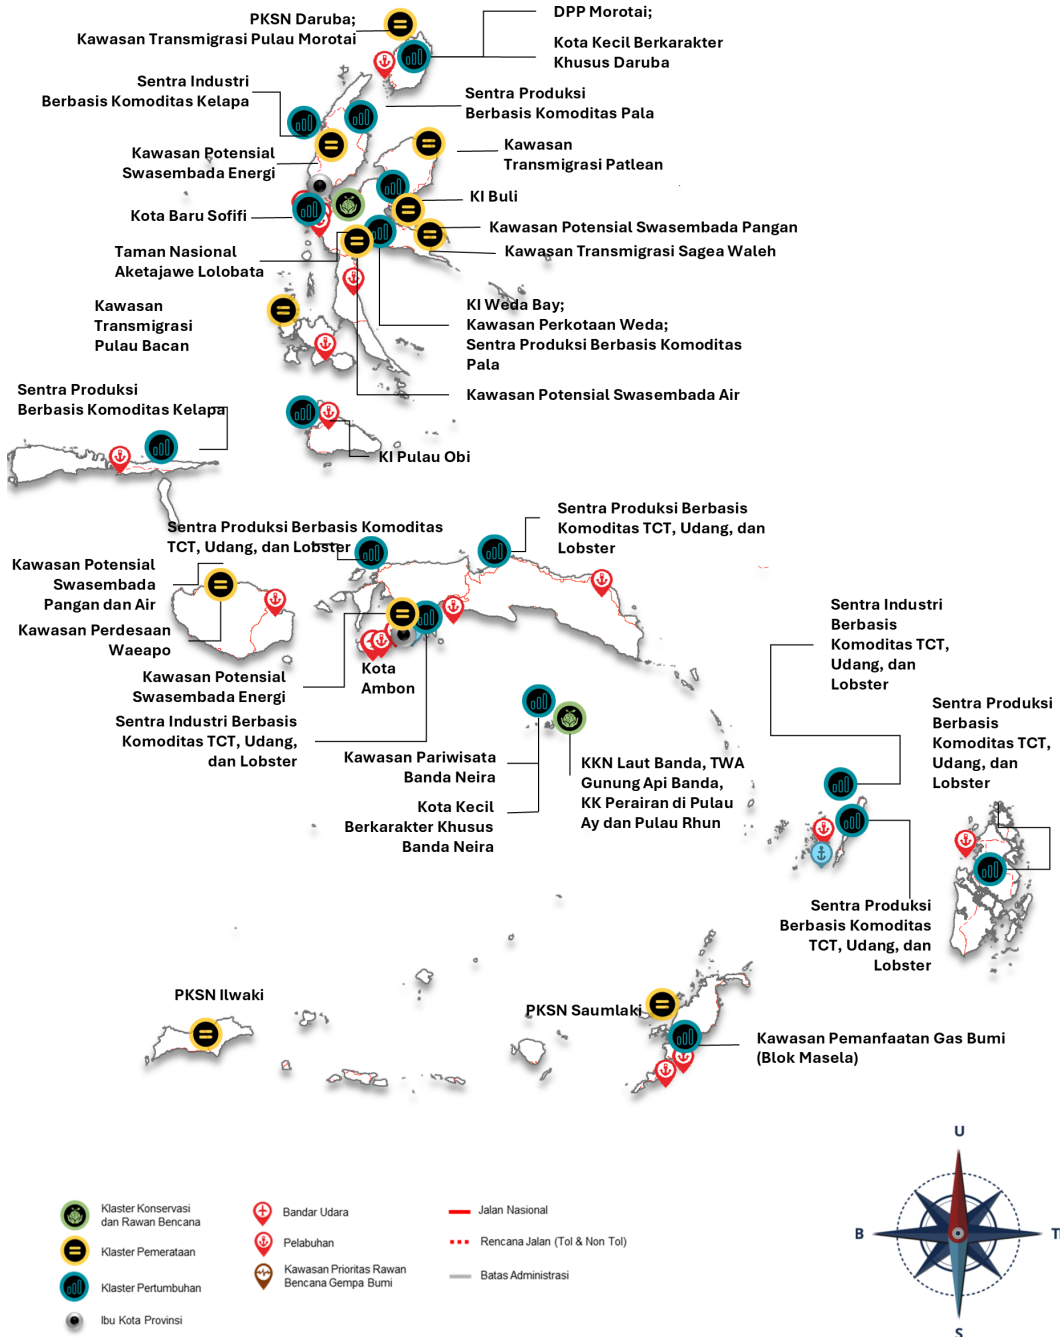 PKSN Daruba;
Kawasan Transmigrasi Pulau Morotai
DPP Morotai;
Kota Kecil Berkarakter
Khusus Daruba
Sentra Industri
Berbasis Komoditas Kelapa
Sentra Produksi
Berbasis Komoditas Pala
Kawasan Potensial
Swasembada Energi
Kawasan
Transmigrasi Patlean
KI Buli
Kota Baru Sofifi
Kawasan Potensial Swasembada Pangan
Taman Nasional
Aketajawe Lolobata
Kawasan Transmigrasi Sagea Waleh
Kawasan
Transmigrasi
Pulau Bacan
KI Weda Bay;
Kawasan Perkotaan Weda;
Sentra Produksi Berbasis Komoditas
Pala
Kawasan Potensial Swasembada Air
Sentra Produksi
Berbasis Komoditas Kelapa
KI Pulau Obi
Sentra Produksi Berbasis Komoditas
TCT, Udang, dan Lobster
Sentra Produksi Berbasis
Komoditas TCT, Udang, dan
Lobster
Kawasan Potensial
Swasembada
Pangan dan Air
Kawasan Perdesaan
Waeapo
Kawasan Potensial
Swasembada Energi
Kota
Ambon
Sentra Industri Berbasis
Komoditas TCT, Udang,
dan Lobster
Kawasan Pariwisata
Banda Neira
Kota Kecil
Berkarakter Khusus
Banda Neira
KKN Laut Banda, TWA
Gunung Api Banda,
KK Perairan di Pulau
Ay dan Pulau Rhun
Sentra Industri
Berbasis
Komoditas TCT,
Udang, dan
Lobster
Sentra Produksi
Berbasis
Komoditas TCT,
Udang, dan
Lobster
Sentra Produksi
Berbasis Komoditas
TCT, Udang, dan
Lobster
PKSN Ilwaki
PKSN Saumlaki
Kawasan Pemanfaatan Gas Bumi
(Blok Masela)
U
B
T
S
Klaster Konservasi
dan Rawan Bencana
Klaster Pemerataan
Klaster Pertumbuhan
Ibu Kota Provinsi
Bandar Udara
Pelabuhan
Kawasan Prioritas Rawan
Bencana Gempa Bumi
Jalan Nasional
Rencana Jalan (Tol & Non Tol)
Batas Administrasi